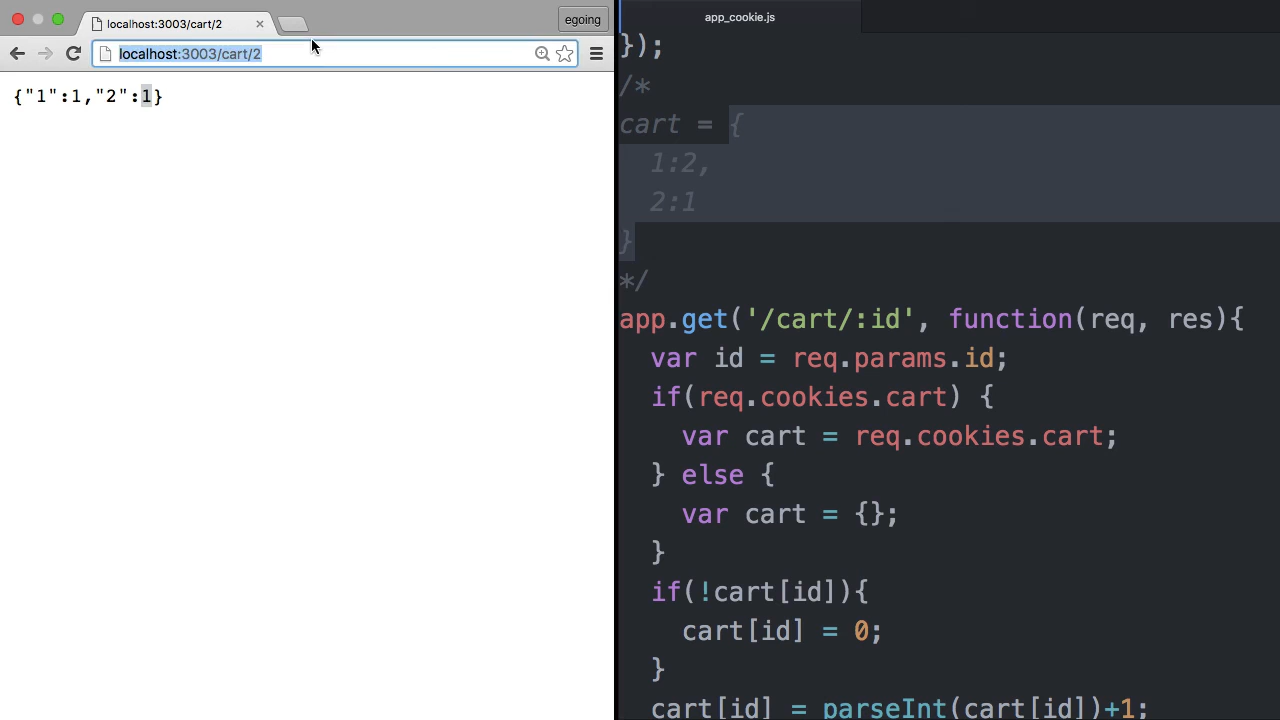 localhost:3003/cart/2
egoing
localhost:3003/cart/2
{"1":1,"2":1}
app_cookie.js
});
/*
cart = {
  1:2,
  2:1
}
*/
app.get('/cart/:id', function(req, res){
  var id = req.params.id;
  if(req.cookies.cart) {
    var cart = req.cookies.cart;
  } else {
    var cart = {};
  }
  if(!cart[id]){
    cart[id] = 0;
  }
  cart[id] = parseInt(cart[id])+1;